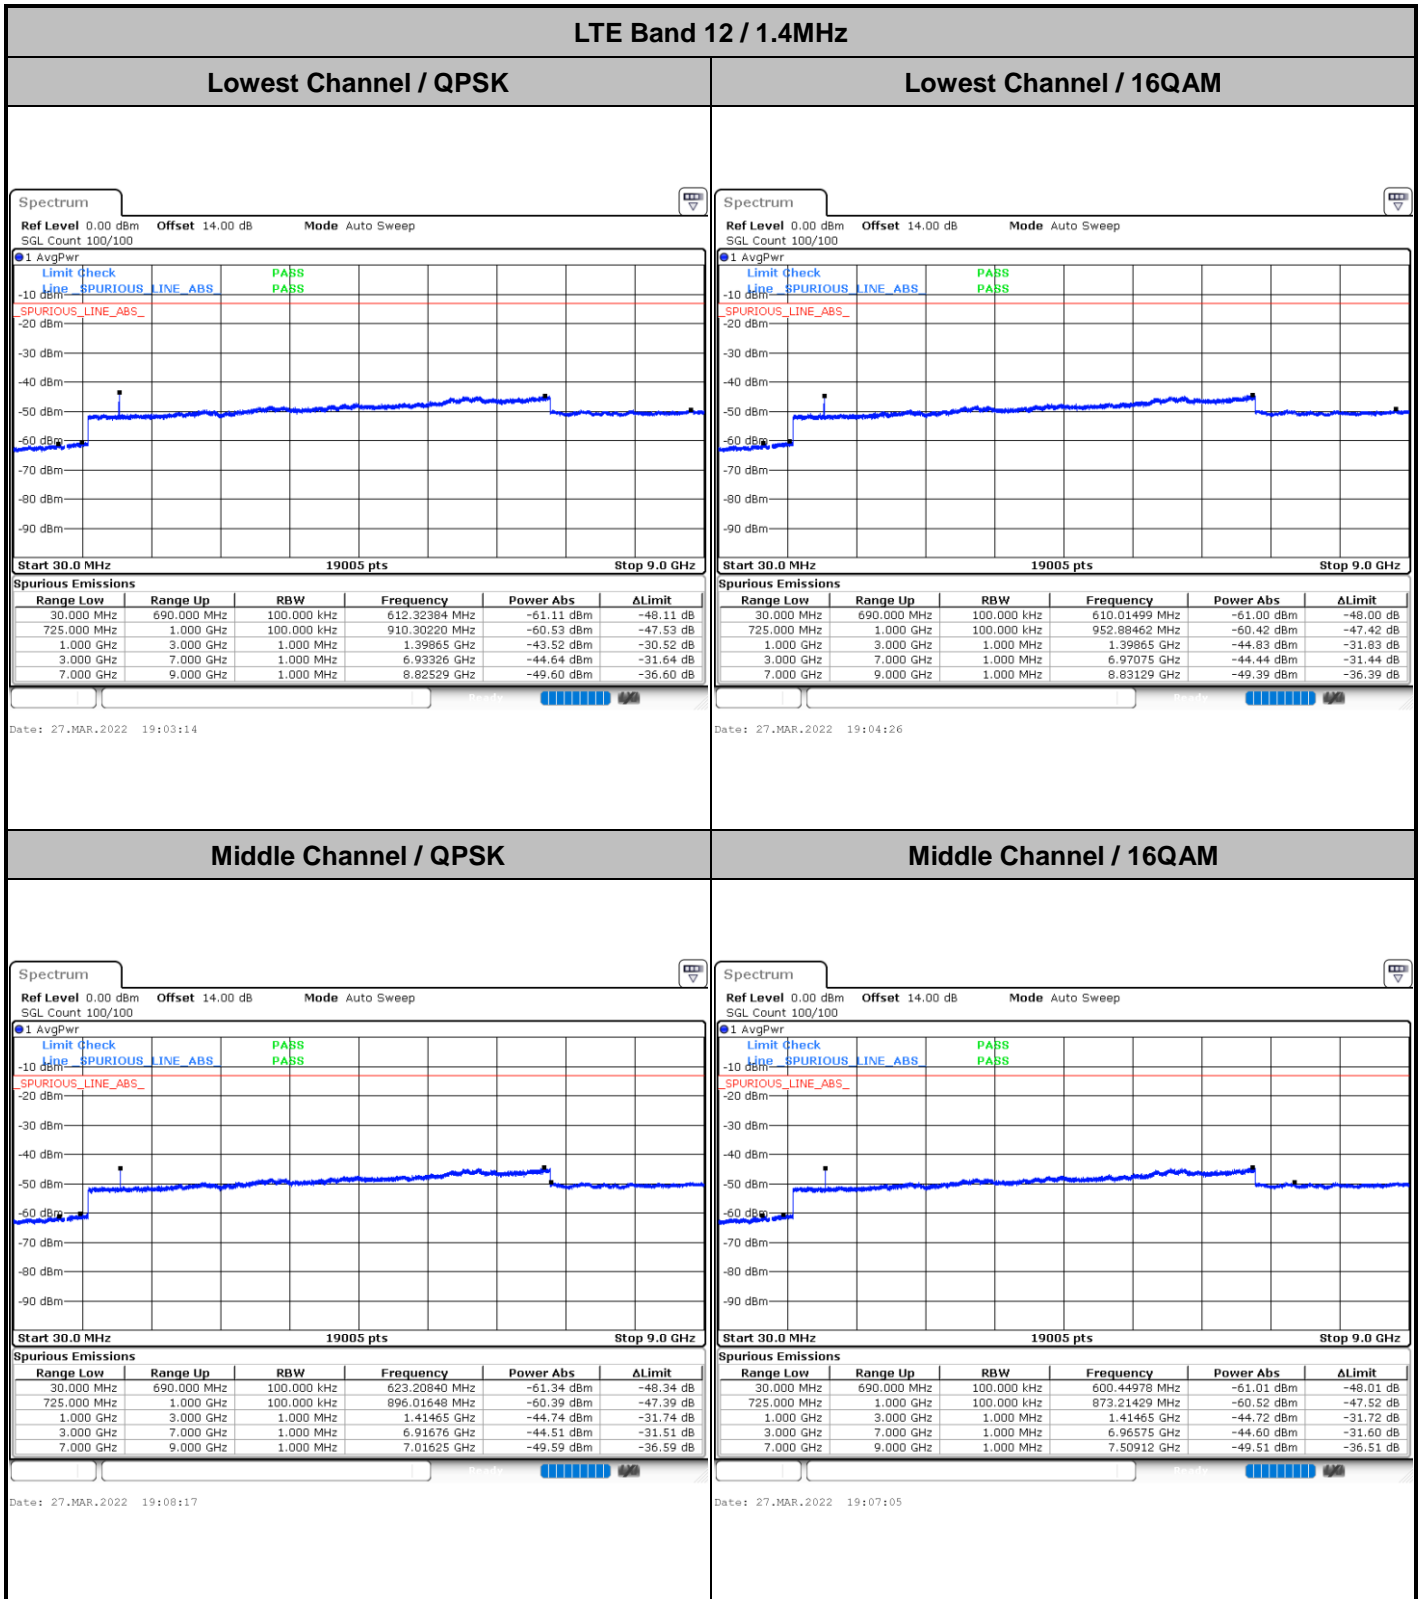 LTE Band 12 / 1.4MHz
Lowest Channel / QPSK
Lowest Channel / 16QAM
Spectrum
Ref Level 0.00 dBm Offset 14.00 dB Mode Auto Sweep
SGL Count 100/100
1 AvgPwr
Limit Check PASS
Line _SPURIOUS_LINE_ABS_ PASS
-10 dBm
_SPURIOUS_LINE_ABS_
-20 dBm
-30 dBm
-40 dBm
-50 dBm
-60 dBm
-70 dBm
-80 dBm
-90 dBm
Start 30.0 MHz 19005 pts Stop 9.0 GHz
Spurious Emissions
Range Low Range Up RBW Frequency Power Abs ΔLimit
30.000 MHz 690.000 MHz 100.000 kHz 612.32384 MHz -61.11 dBm -48.11 dB
725.000 MHz 1.000 GHz 100.000 kHz 910.30220 MHz -60.53 dBm -47.53 dB
1.000 GHz 3.000 GHz 1.000 MHz 1.39865 GHz -43.52 dBm -30.52 dB
3.000 GHz 7.000 GHz 1.000 MHz 6.93326 GHz -44.64 dBm -31.64 dB
7.000 GHz 9.000 GHz 1.000 MHz 8.82529 GHz -49.60 dBm -36.60 dB
Ready
Date: 27.MAR.2022 19:03:14
Spectrum
Ref Level 0.00 dBm Offset 14.00 dB Mode Auto Sweep
SGL Count 100/100
1 AvgPwr
Limit Check PASS
Line _SPURIOUS_LINE_ABS_ PASS
-10 dBm
_SPURIOUS_LINE_ABS_
-20 dBm
-30 dBm
-40 dBm
-50 dBm
-60 dBm
-70 dBm
-80 dBm
-90 dBm
Start 30.0 MHz 19005 pts Stop 9.0 GHz
Spurious Emissions
Range Low Range Up RBW Frequency Power Abs ΔLimit
30.000 MHz 690.000 MHz 100.000 kHz 610.01499 MHz -61.00 dBm -48.00 dB
725.000 MHz 1.000 GHz 100.000 kHz 952.88462 MHz -60.42 dBm -47.42 dB
1.000 GHz 3.000 GHz 1.000 MHz 1.39865 GHz -44.83 dBm -31.83 dB
3.000 GHz 7.000 GHz 1.000 MHz 6.97075 GHz -44.44 dBm -31.44 dB
7.000 GHz 9.000 GHz 1.000 MHz 8.83129 GHz -49.39 dBm -36.39 dB
Ready
Date: 27.MAR.2022 19:04:26
Middle Channel / QPSK
Middle Channel / 16QAM
Spectrum
Ref Level 0.00 dBm Offset 14.00 dB Mode Auto Sweep
SGL Count 100/100
1 AvgPwr
Limit Check PASS
Line _SPURIOUS_LINE_ABS_ PASS
-10 dBm
_SPURIOUS_LINE_ABS_
-20 dBm
-30 dBm
-40 dBm
-50 dBm
-60 dBm
-70 dBm
-80 dBm
-90 dBm
Start 30.0 MHz 19005 pts Stop 9.0 GHz
Spurious Emissions
Range Low Range Up RBW Frequency Power Abs ΔLimit
30.000 MHz 690.000 MHz 100.000 kHz 623.20840 MHz -61.34 dBm -48.34 dB
725.000 MHz 1.000 GHz 100.000 kHz 896.01648 MHz -60.39 dBm -47.39 dB
1.000 GHz 3.000 GHz 1.000 MHz 1.41465 GHz -44.74 dBm -31.74 dB
3.000 GHz 7.000 GHz 1.000 MHz 6.91676 GHz -44.51 dBm -31.51 dB
7.000 GHz 9.000 GHz 1.000 MHz 7.01625 GHz -49.59 dBm -36.59 dB
Ready
Date: 27.MAR.2022 19:08:17
Spectrum
Ref Level 0.00 dBm Offset 14.00 dB Mode Auto Sweep
SGL Count 100/100
1 AvgPwr
Limit Check PASS
Line _SPURIOUS_LINE_ABS_ PASS
-10 dBm
_SPURIOUS_LINE_ABS_
-20 dBm
-30 dBm
-40 dBm
-50 dBm
-60 dBm
-70 dBm
-80 dBm
-90 dBm
Start 30.0 MHz 19005 pts Stop 9.0 GHz
Spurious Emissions
Range Low Range Up RBW Frequency Power Abs ΔLimit
30.000 MHz 690.000 MHz 100.000 kHz 600.44978 MHz -61.01 dBm -48.01 dB
725.000 MHz 1.000 GHz 100.000 kHz 873.21429 MHz -60.52 dBm -47.52 dB
1.000 GHz 3.000 GHz 1.000 MHz 1.41465 GHz -44.72 dBm -31.72 dB
3.000 GHz 7.000 GHz 1.000 MHz 6.96575 GHz -44.60 dBm -31.60 dB
7.000 GHz 9.000 GHz 1.000 MHz 7.50912 GHz -49.51 dBm -36.51 dB
Ready
Date: 27.MAR.2022 19:07:05